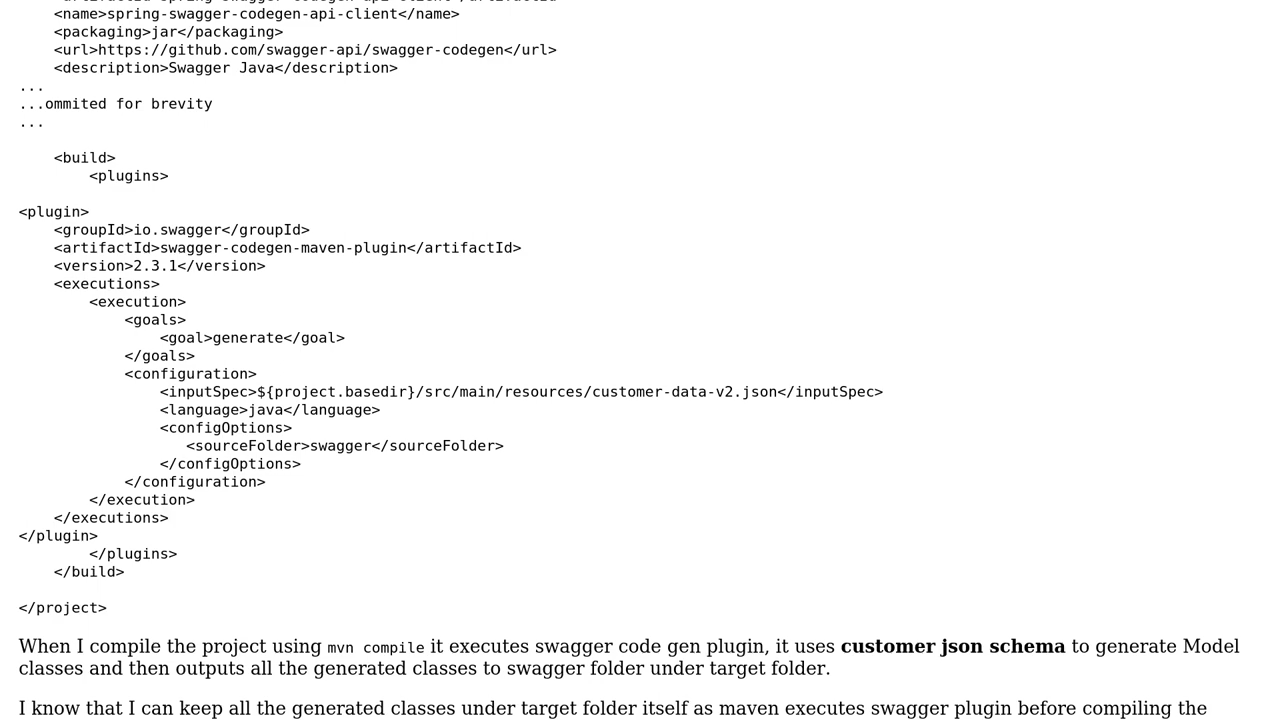 <name>spring-swagger-codegen-api-client</name>
<packaging>jar</packaging>
<url>https://github.com/swagger-api/swagger-codegen</url>
<description>Swagger Java</description>
...
...ommited for brevity
...
<build>
<plugins>
<plugin>
<groupId>io.swagger</groupId>
<artifactId>swagger-codegen-maven-plugin</artifactId>
<version>2.3.1</version>
<executions>
<execution>
<goals>
<goal>generate</goal>
</goals>
<configuration>
<inputSpec>${project.basedir}/src/main/resources/customer-data-v2.json</inputSpec>
<language>java</language>
<configOptions>
<sourceFolder>swagger</sourceFolder>
</configOptions>
</configuration>
</execution>
</executions>
</plugin>
</plugins>
</build>
</project>
When I compile the project using mvn compile it executes swagger code gen plugin, it uses customer json schema to generate Model
classes and then outputs all the generated classes to swagger folder under target folder.
I know that I can keep all the generated classes under target folder itself as maven executes swagger plugin before compiling the